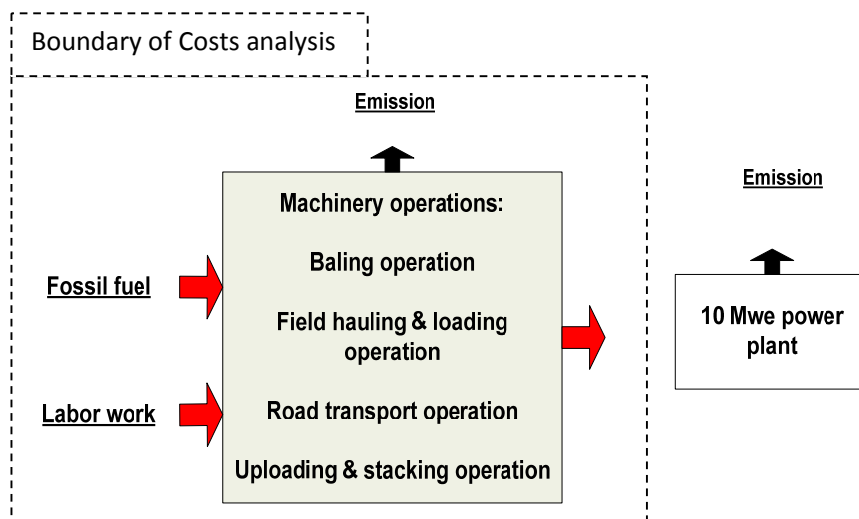 Boundary of Costs analysis
Emission
Machinery operations:
Baling operation
Field hauling & loading
operation
Road transport operation
Uploading & stacking operation
Fossil fuel
Labor work
Emission
10 Mwe power
plant